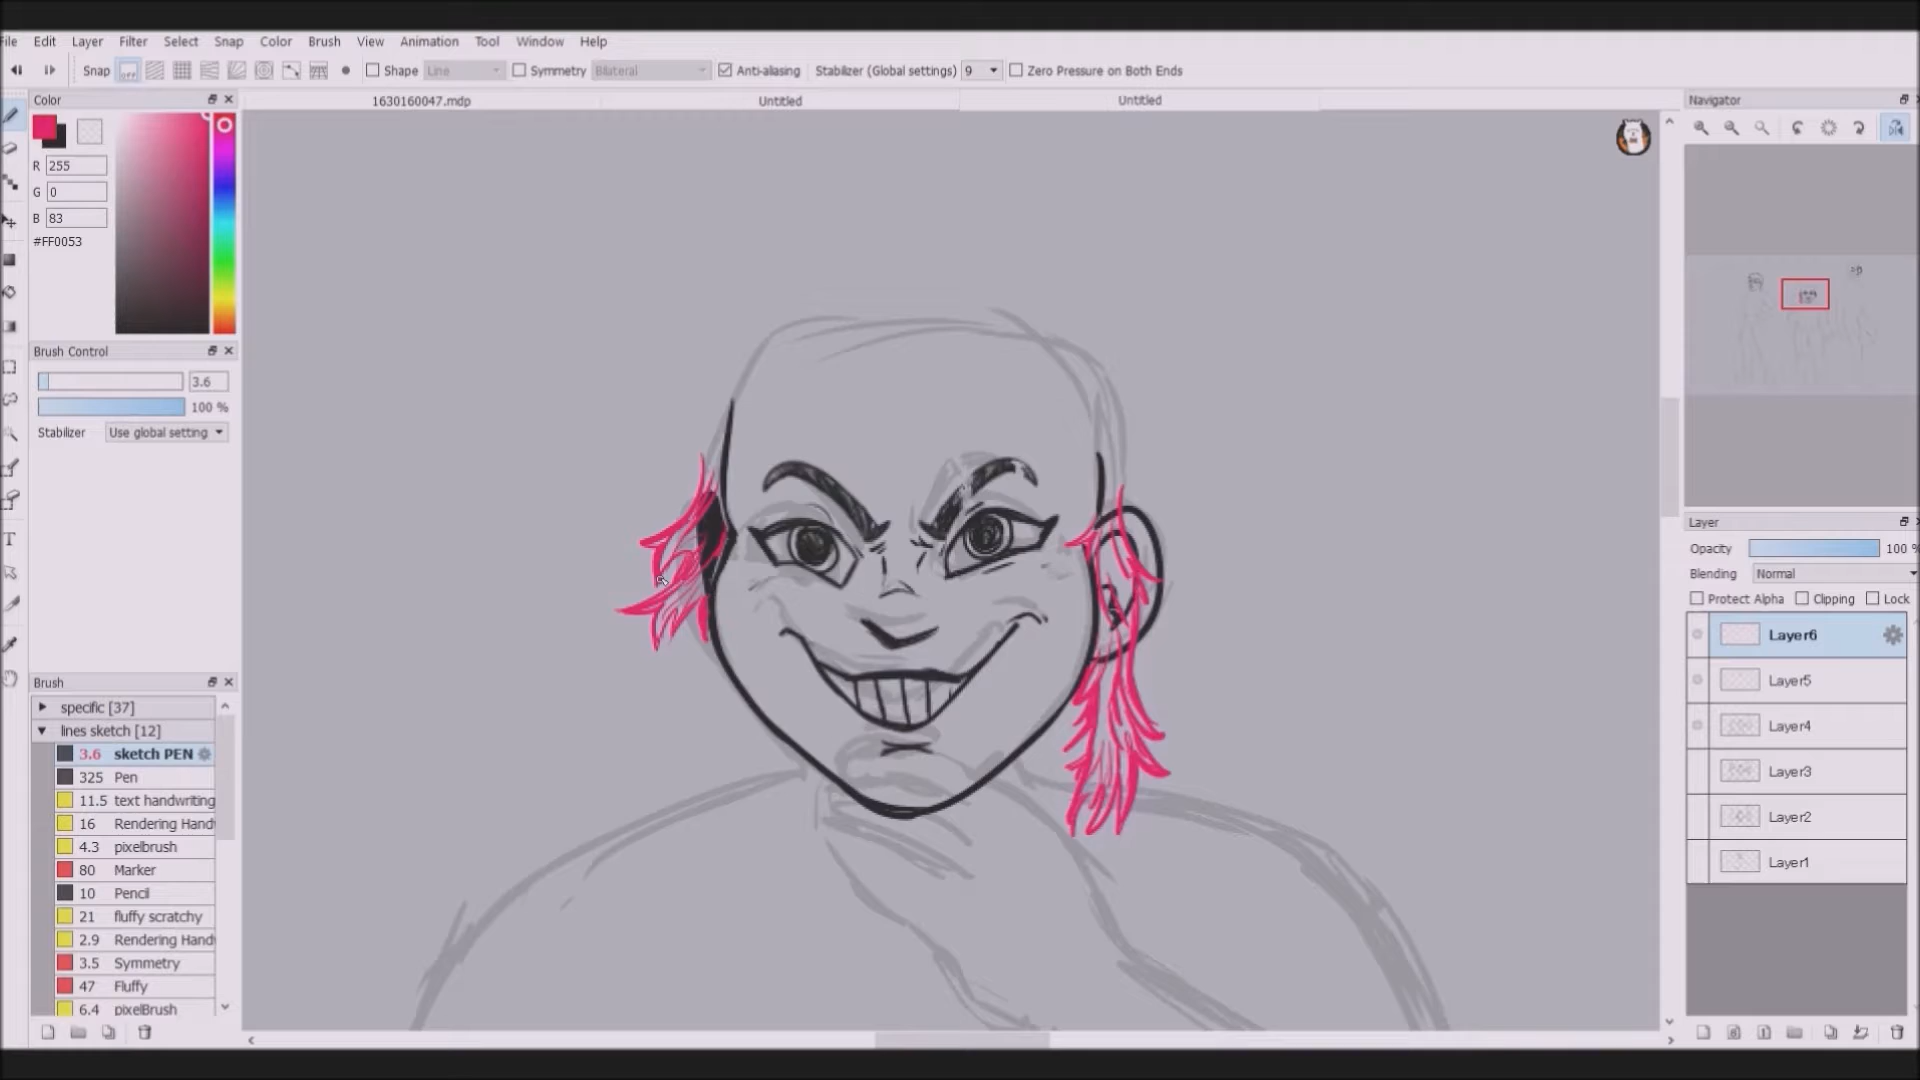 File Edit Layer Filter Select Snap Color Brush View Animation Tool Window Help
Snap OFF Shape Line Symmetry Bilateral Anti-aliasing Stabilizer (Global settings) 9 Zero Pressure on Both Ends
Color
1630160047.mdp Untitled Untitled
Navigator
R 255
G 0
B 83
#FF0053
Brush Control
3.6
100 %
Stabilizer Use global setting
Brush
specific [37]
lines sketch [12]
3.6 sketch PEN
325 Pen
11.5 text handwriting
16 Rendering Hand
4.3 pixelbrush
80 Marker
10 Pencil
21 fluffy scratchy
2.9 Rendering Hand
3.5 Symmetry
47 Fluffy
6.4 pixelBrush
Layer
Opacity 100 %
Blending Normal
Protect Alpha Clipping Lock
Layer6
Layer5
Layer4
Layer3
Layer2
Layer1